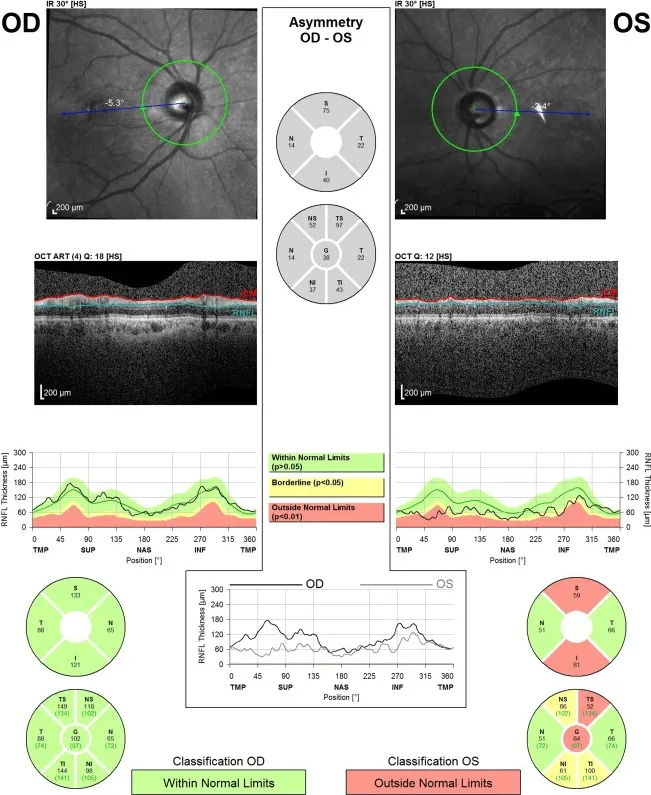 IR 30° [HS]
OD
-5.3°
200 µm
Asymmetry
OD - OS
IR 30° [HS]
OS
-2.4°
200 µm
S
75
N
14
T
22
I
40
NS
52
TS
97
N
14
G
38
T
22
NI
37
TI
43
OCT ART (4) Q: 18 [HS]
ILM
RNFL
200 µm
OCT Q: 12 [HS]
ILM
RNFL
200 µm
RNFL Thickness [µm]
300
240
180
120
60
0
0 45 90 135 180 225 270 315 360
TMP SUP NAS INF TMP
Position [°]
Within Normal Limits
(p>0.05)
Borderline (p<0.05)
Outside Normal Limits
(p<0.01)
300
240
180
120
60
0
RNFL Thickness [µm]
0 45 90 135 180 225 270 315 360
TMP SUP NAS INF TMP
Position [°]
OD OS
RNFL Thickness [µm]
300
240
180
120
60
0
0 45 90 135 180 225 270 315 360
TMP SUP NAS INF TMP
Position [°]
S
133
T
88
N
65
I
121
TS
149
(134)
NS
118
(102)
T
88
(74)
G
102
(97)
N
65
(72)
TI
144
(141)
NI
98
(105)
Classification OD
Within Normal Limits
S
59
N
51
T
66
I
81
NS
66
(102)
TS
52
(134)
N
51
(72)
G
64
(97)
T
66
(74)
NI
61
(105)
TI
100
(141)
Classification OS
Outside Normal Limits